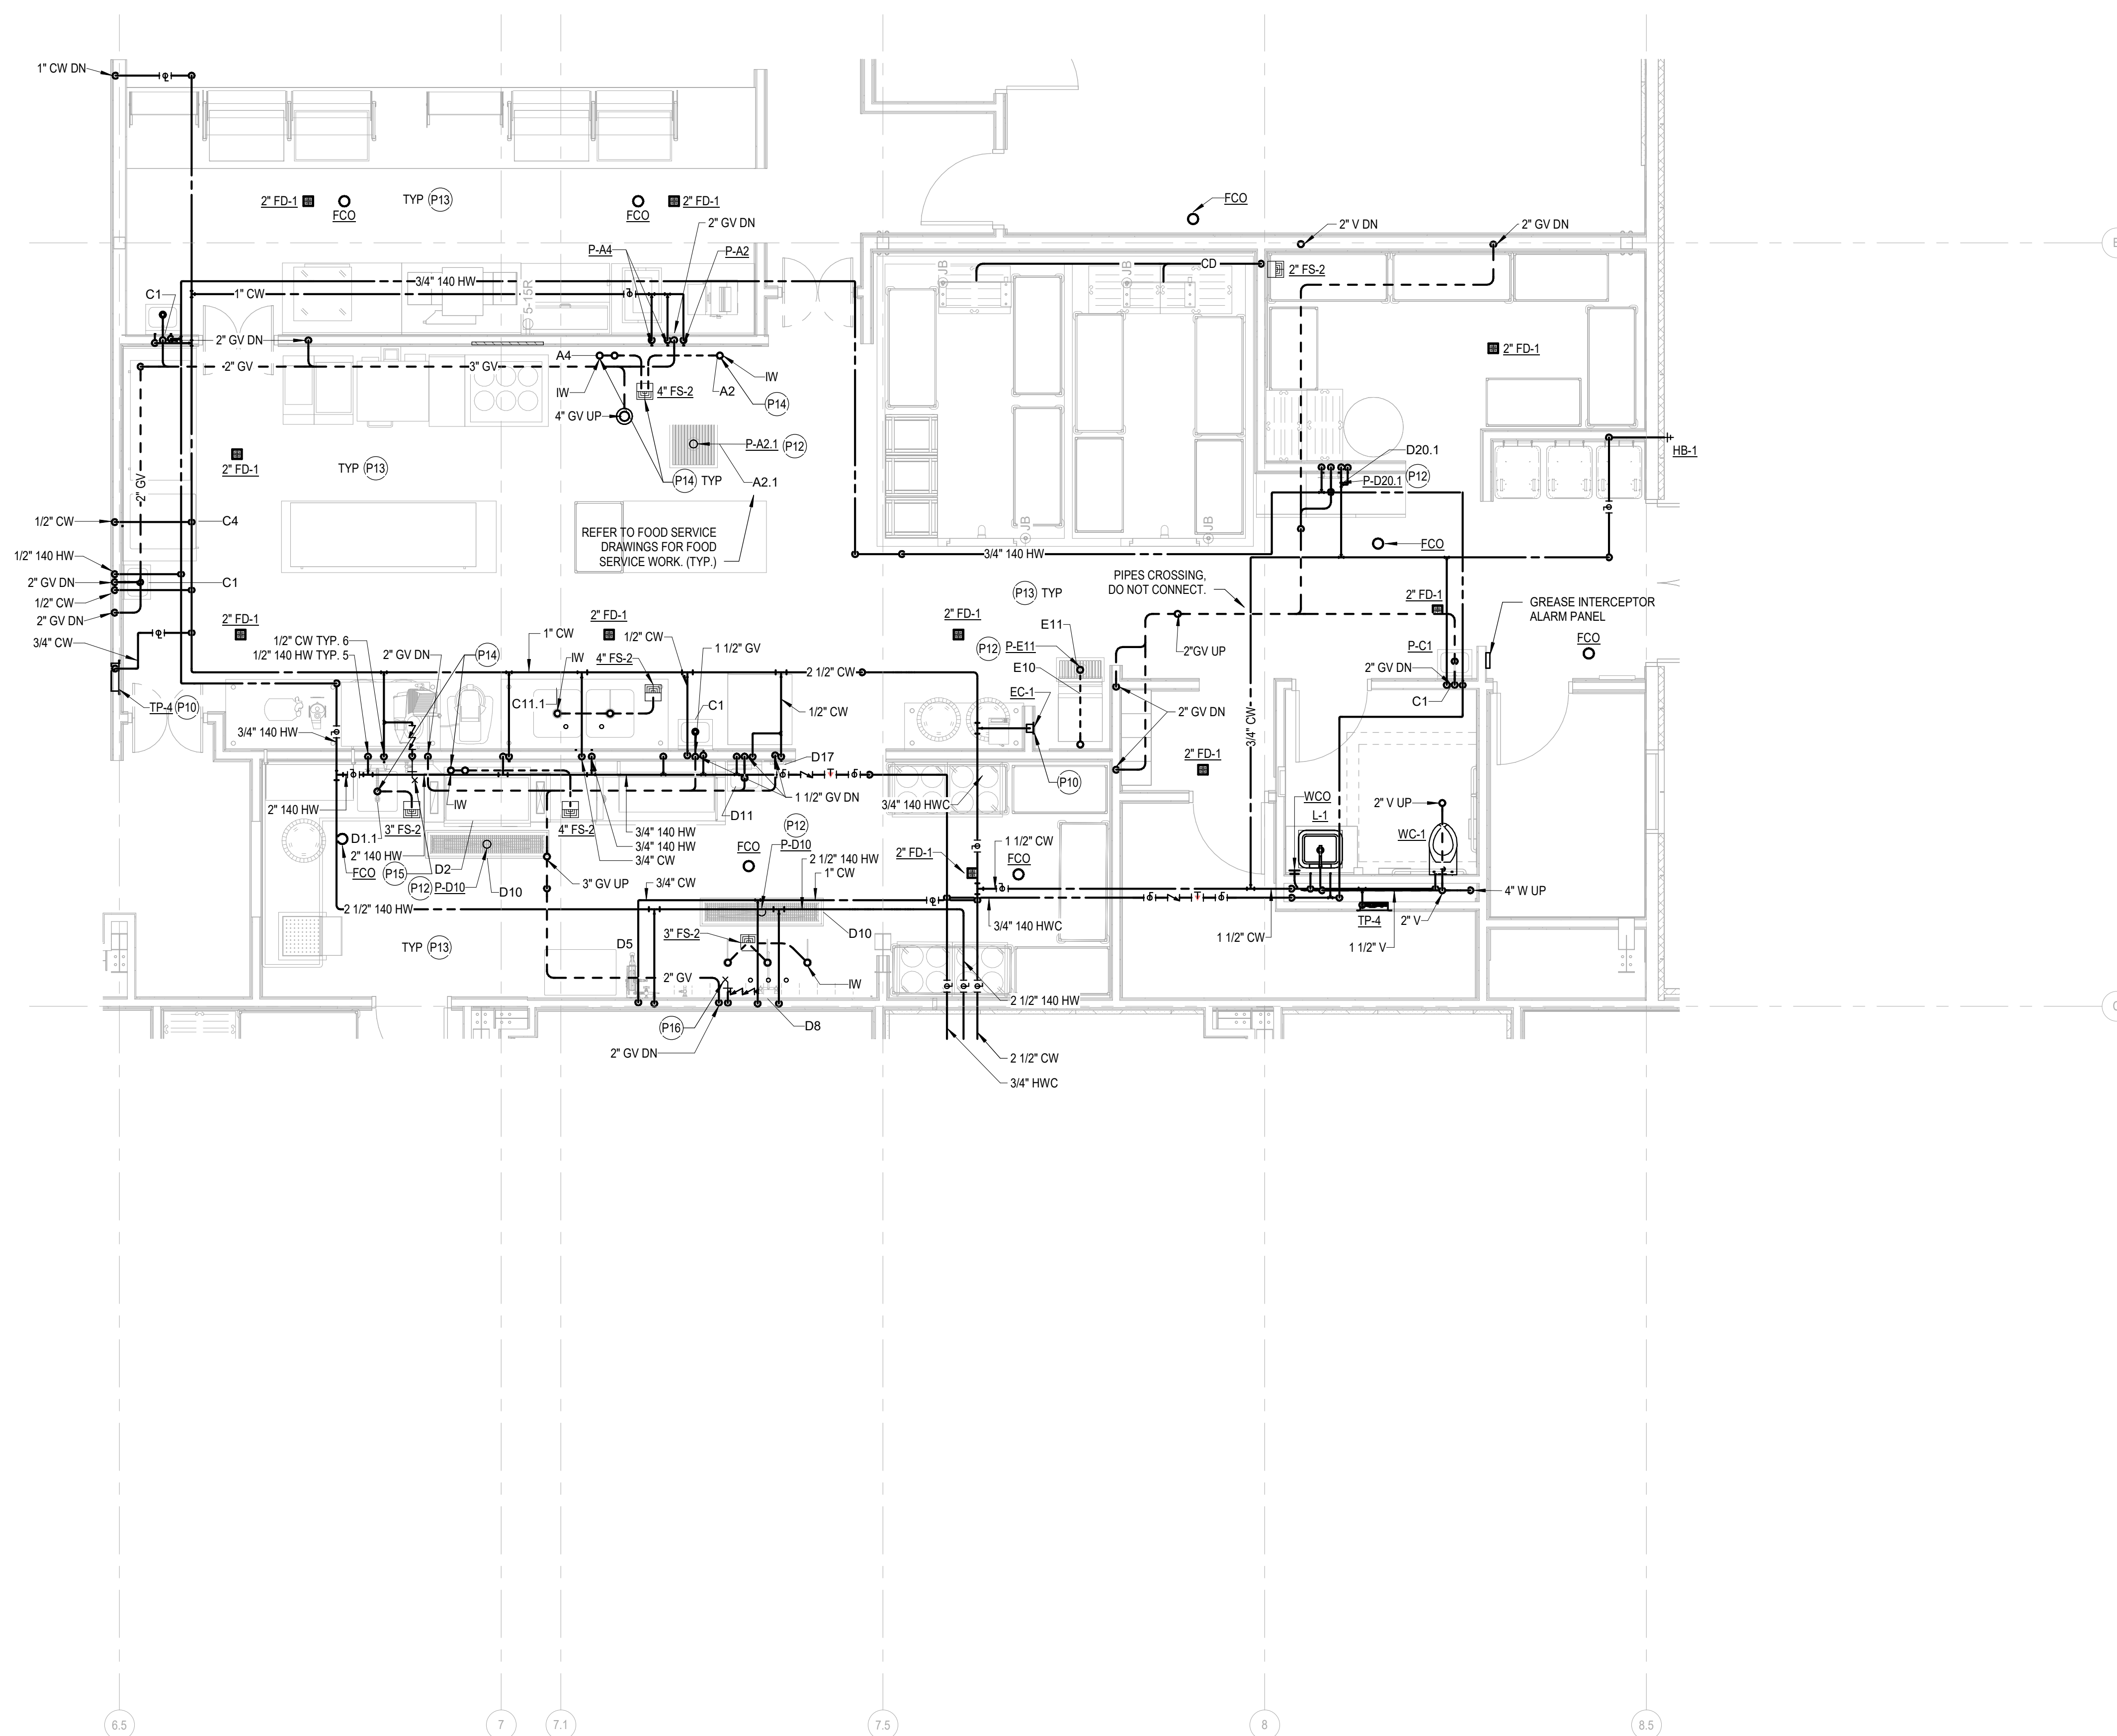 1" CW DN
2" FD-1
FCO
TYP P13
FCO
2" FD-1
FCO
2" V DN
2" GV DN
2" GV DN
P-A4
P-A2
CD
2" FS-2
JB
JB
3/4" 140 HW
5-15R
C1
1" CW
2" GV DN
2" FD-1
A4
2" GV
3" GV
IW
IW
A2
4" FS-2
P14
4" GV UP
P-A2.1 P12
D20.1
HB-1
P-D20.1 P12
2" FD-1
TYP P13
P14 TYP
A2.1
2" GV
1/2" CW
C4
JB
JB
REFER TO FOOD SERVICE
DRAWINGS FOR FOOD
SERVICE WORK. (TYP.)
FCO
1/2" 140 HW
3/4" 140 HW
2" GV DN
C1
PIPES CROSSING,
DO NOT CONNECT.
P13 TYP
1/2" CW
2" FD-1
GREASE INTERCEPTOR
ALARM PANEL
2" GV DN
2" FD-1
2" FD-1
2" FD-1
E11
FCO
3/4" CW
1/2" CW TYP. 6
1" CW
1/2" CW
1 1/2" GV
P12 P-E11
2"GV UP
P-C1
1/2" 140 HW TYP. 5
2" GV DN
P14
IW
4" FS-2
E10
2" GV DN
2 1/2" CW
EC-1
C1
TP-4 P10
C11.1
C1
2" GV DN
1/2" CW
3/4" 140 HW
3/4" CW
D17
2" FD-1
P10
1 1/2" GV DN
3/4" 140 HWC
2" 140 HW
IW
D11
WCO
2" V UP
3" FS-2
4" FS-2
P12
L-1
D1.1
3/4" 140 HW
WC-1
3/4" 140 HW
P-D10
1 1/2" CW
2" 140 HW
3/4" CW
FCO
2" FD-1
FCO
2 1/2" 140 HW
FCO
P15
D2
1" CW
P12 P-D10
D10
3" GV UP
3/4" CW
4" W UP
2 1/2" 140 HW
TP-4
2" V
3/4" 140 HWC
D10
3" FS-2
1 1/2" CW
1 1/2" V
TYP P13
D5
2" GV
IW
2 1/2" 140 HW
P16
D8
2" GV DN
2 1/2" CW
3/4" HWC
6.5
7
7.1
7.5
8
8.5